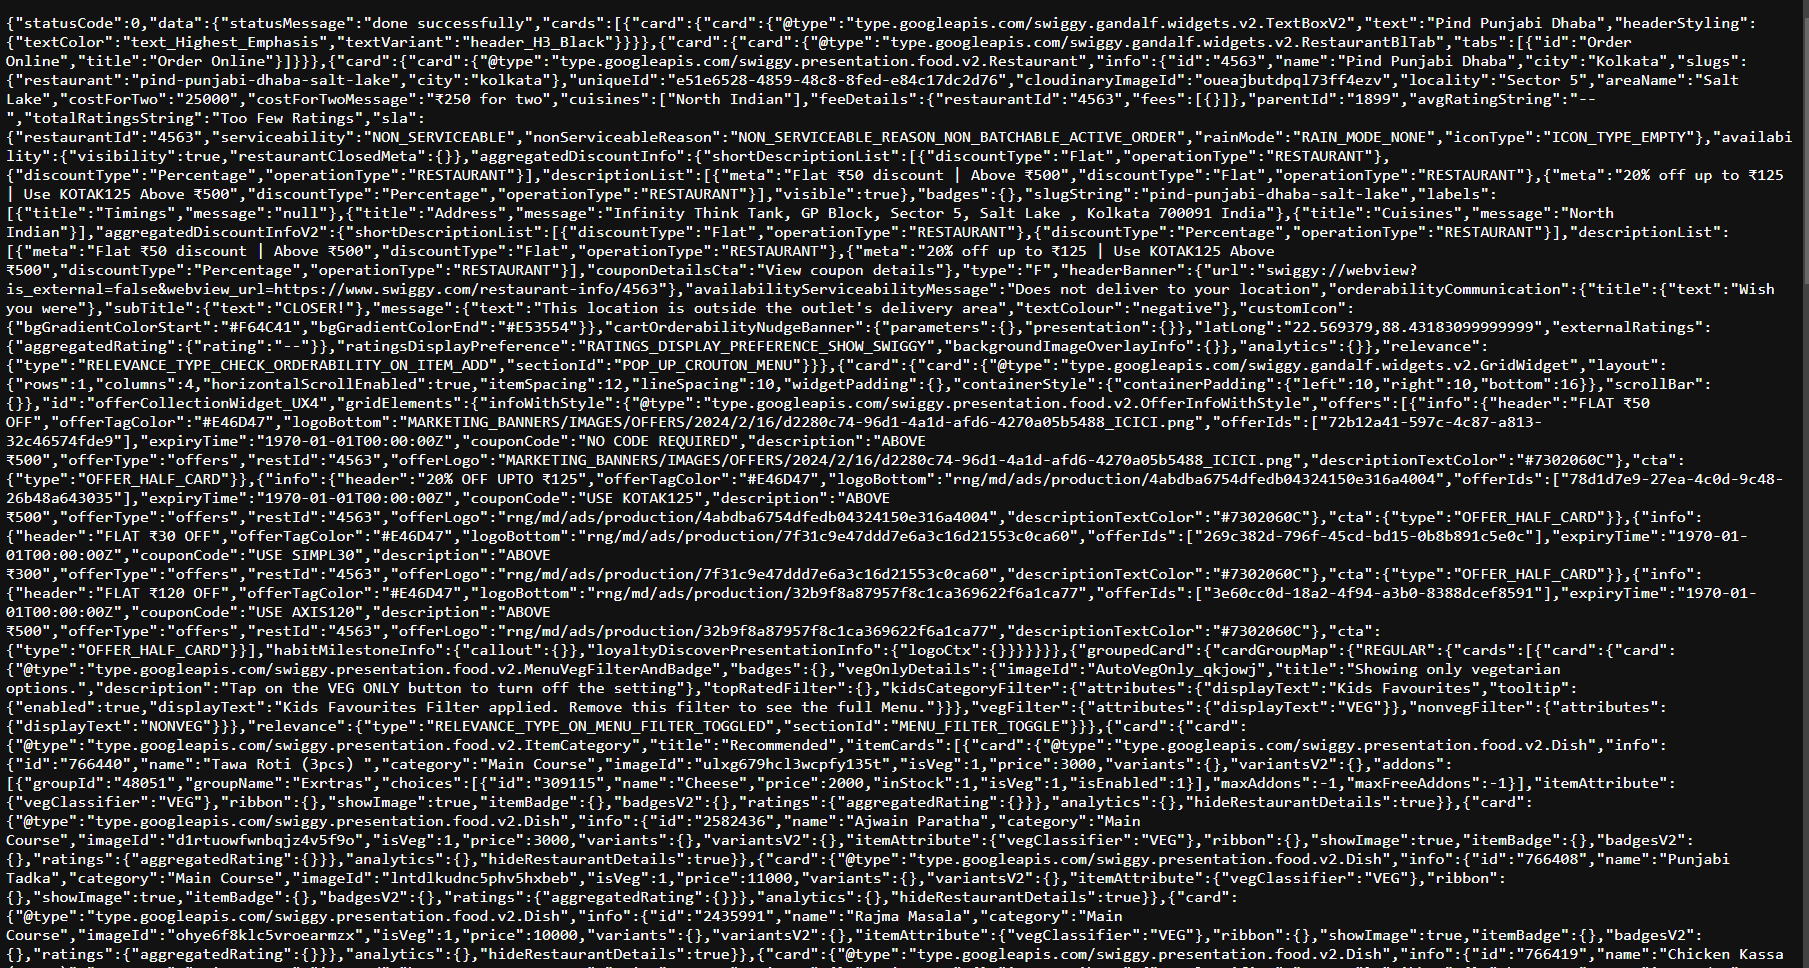 {"statusCode":0,"data":{"statusMessage":"done successfully","cards":[{"card":{"card":{"@type":"type.googleapis.com/swiggy.gandalf.widgets.v2.TextBoxV2","text":"Pind Punjabi Dhaba","headerStyling":
{"textColor":"text_Highest_Emphasis","textVariant":"header_H3_Black"}}}},{"card":{"card":{"@type":"type.googleapis.com/swiggy.gandalf.widgets.v2.RestaurantBlTab","tabs":[{"id":"Order
Online","title":"Order Online"}]}}},{"card":{"card":{"@type":"type.googleapis.com/swiggy.presentation.food.v2.Restaurant","info":{"id":"4563","name":"Pind Punjabi Dhaba","city":"Kolkata","slugs":
{"restaurant":"pind-punjabi-dhaba-salt-lake","city":"kolkata"},"uniqueId":"e51e6528-4859-48c8-8fed-e84c17dc2d76","cloudinaryImageId":"oueajbutdpql73ff4ezv","locality":"Sector 5","areaName":"Salt
Lake","costForTwo":"25000","costForTwoMessage":"₹250 for two","cuisines":["North Indian"],"feeDetails":{"restaurantId":"4563","fees":[{}]},"parentId":"1899","avgRatingString":"--
","totalRatingsString":"Too Few Ratings","sla":
{"restaurantId":"4563","serviceability":"NON_SERVICEABLE","nonServiceableReason":"NON_SERVICEABLE_REASON_NON_BATCHABLE_ACTIVE_ORDER","rainMode":"RAIN_MODE_NONE","iconType":"ICON_TYPE_EMPTY"},"availabi
lity":{"visibility":true,"restaurantClosedMeta":{}},"aggregatedDiscountInfo":{"shortDescriptionList":[{"discountType":"Flat","operationType":"RESTAURANT"},
{"discountType":"Percentage","operationType":"RESTAURANT"}],"descriptionList":[{"meta":"Flat ₹50 discount | Above ₹500","discountType":"Flat","operationType":"RESTAURANT"},{"meta":"20% off up to ₹125
| Use KOTAK125 Above ₹500","discountType":"Percentage","operationType":"RESTAURANT"}],"visible":true},"badges":{},"slugString":"pind-punjabi-dhaba-salt-lake","labels":
[{"title":"Timings","message":"null"},{"title":"Address","message":"Infinity Think Tank, GP Block, Sector 5, Salt Lake , Kolkata 700091 India"},{"title":"Cuisines","message":"North
Indian"}],"aggregatedDiscountInfoV2":{"shortDescriptionList":[{"discountType":"Flat","operationType":"RESTAURANT"},{"discountType":"Percentage","operationType":"RESTAURANT"}],"descriptionList":
[{"meta":"Flat ₹50 discount | Above ₹500","discountType":"Flat","operationType":"RESTAURANT"},{"meta":"20% off up to ₹125 | Use KOTAK125 Above
₹500","discountType":"Percentage","operationType":"RESTAURANT"}],"couponDetailsCta":"View coupon details"},"type":"F","headerBanner":{"url":"swiggy://webview?
is_external=false&webview_url=https://www.swiggy.com/restaurant-info/4563"},"availabilityServiceabilityMessage":"Does not deliver to your location","orderabilityCommunication":{"title":{"text":"Wish
you were"},"subTitle":{"text":"CLOSER!"},"message":{"text":"This location is outside the outlet's delivery area","textColour":"negative"},"customIcon":
{"bgGradientColorStart":"#F64C41","bgGradientColorEnd":"#E53554"}},"cartOrderabilityNudgeBanner":{"parameters":{},"presentation":{}},"latLong":"22.569379,88.43183099999999","externalRatings":
{"aggregatedRating":{"rating":"--"}},"ratingsDisplayPreference":"RATINGS_DISPLAY_PREFERENCE_SHOW_SWIGGY","backgroundImageOverlayInfo":{}},"analytics":{}},"relevance":
{"type":"RELEVANCE_TYPE_CHECK_ORDERABILITY_ON_ITEM_ADD","sectionId":"POP_UP_CROUTON_MENU"}}},{"card":{"card":{"@type":"type.googleapis.com/swiggy.gandalf.widgets.v2.GridWidget","layout":
{"rows":1,"columns":4,"horizontalScrollEnabled":true,"itemSpacing":12,"lineSpacing":10,"widgetPadding":{},"containerStyle":{"containerPadding":{"left":10,"right":10,"bottom":16}},"scrollBar":
{}},"id":"offerCollectionWidget_UX4","gridElements":{"infoWithStyle":{"@type":"type.googleapis.com/swiggy.presentation.food.v2.OfferInfoWithStyle","offers":[{"info":{"header":"FLAT ₹50
OFF","offerTagColor":"#E46D47","logoBottom":"MARKETING_BANNERS/IMAGES/OFFERS/2024/2/16/d2280c74-96d1-4a1d-afd6-4270a05b5488_ICICI.png","offerIds":["72b12a41-597c-4c87-a813-
32c46574fde9"],"expiryTime":"1970-01-01T00:00:00Z","couponCode":"NO CODE REQUIRED","description":"ABOVE
₹500","offerType":"offers","restId":"4563","offerLogo":"MARKETING_BANNERS/IMAGES/OFFERS/2024/2/16/d2280c74-96d1-4a1d-afd6-4270a05b5488_ICICI.png","descriptionTextColor":"#7302060C"},"cta":
{"type":"OFFER_HALF_CARD"}},{"info":{"header":"20% OFF UPTO ₹125","offerTagColor":"#E46D47","logoBottom":"rng/md/ads/production/4abdba6754dfedb04324150e316a4004","offerIds":["78d1d7e9-27ea-4c0d-9c48-
26b48a643035"],"expiryTime":"1970-01-01T00:00:00Z","couponCode":"USE KOTAK125","description":"ABOVE
₹500","offerType":"offers","restId":"4563","offerLogo":"rng/md/ads/production/4abdba6754dfedb04324150e316a4004","descriptionTextColor":"#7302060C"},"cta":{"type":"OFFER_HALF_CARD"}},{"info":
{"header":"FLAT ₹30 OFF","offerTagColor":"#E46D47","logoBottom":"rng/md/ads/production/7f31c9e47ddd7e6a3c16d21553c0ca60","offerIds":["269c382d-796f-45cd-bd15-0b8b891c5e0c"],"expiryTime":"1970-01-
01T00:00:00Z","couponCode":"USE SIMPL30","description":"ABOVE
₹300","offerType":"offers","restId":"4563","offerLogo":"rng/md/ads/production/7f31c9e47ddd7e6a3c16d21553c0ca60","descriptionTextColor":"#7302060C"},"cta":{"type":"OFFER_HALF_CARD"}},{"info":
{"header":"FLAT ₹120 OFF","offerTagColor":"#E46D47","logoBottom":"rng/md/ads/production/32b9f8a87957f8c1ca369622f6a1ca77","offerIds":["3e60cc0d-18a2-4f94-a3b0-8388dcef8591"],"expiryTime":"1970-01-
01T00:00:00Z","couponCode":"USE AXIS120","description":"ABOVE
₹500","offerType":"offers","restId":"4563","offerLogo":"rng/md/ads/production/32b9f8a87957f8c1ca369622f6a1ca77","descriptionTextColor":"#7302060C"},"cta":
{"type":"OFFER_HALF_CARD"}}],"habitMilestoneInfo":{"callout":{}},"loyaltyDiscoverPresentationInfo":{"logoCtx":{}}}}}}},{"groupedCard":{"cardGroupMap":{"REGULAR":{"cards":[{"card":{"card":
{"@type":"type.googleapis.com/swiggy.presentation.food.v2.MenuVegFilterAndBadge","badges":{},"vegOnlyDetails":{"imageId":"AutoVegOnly_qkjowj","title":"Showing only vegetarian
options.","description":"Tap on the VEG ONLY button to turn off the setting"},"topRatedFilter":{},"kidsCategoryFilter":{"attributes":{"displayText":"Kids Favourites","tooltip":
{"enabled":true,"displayText":"Kids Favourites Filter applied. Remove this filter to see the full Menu."}}},"vegFilter":{"attributes":{"displayText":"VEG"}},"nonvegFilter":{"attributes":
{"displayText":"NONVEG"}}},"relevance":{"type":"RELEVANCE_TYPE_ON_MENU_FILTER_TOGGLED","sectionId":"MENU_FILTER_TOGGLE"}}},{"card":{"card":
{"@type":"type.googleapis.com/swiggy.presentation.food.v2.ItemCategory","title":"Recommended","itemCards":[{"card":{"@type":"type.googleapis.com/swiggy.presentation.food.v2.Dish","info":
{"id":"766440","name":"Tawa Roti (3pcs) ","category":"Main Course","imageId":"ulxg679hcl3wcpfy135t","isVeg":1,"price":3000,"variants":{},"variantsV2":{},"addons":
[{"groupId":"48051","groupName":"Exrtras","choices":[{"id":"309115","name":"Cheese","price":2000,"inStock":1,"isVeg":1,"isEnabled":1}],"maxAddons":-1,"maxFreeAddons":-1}],"itemAttribute":
{"vegClassifier":"VEG"},"ribbon":{},"showImage":true,"itemBadge":{},"badgesV2":{},"ratings":{"aggregatedRating":{}}},"analytics":{},"hideRestaurantDetails":true}},{"card":
{"@type":"type.googleapis.com/swiggy.presentation.food.v2.Dish","info":{"id":"2582436","name":"Ajwain Paratha","category":"Main
Course","imageId":"d1rtuowfwnbqjz4v5f9o","isVeg":1,"price":3000,"variants":{},"variantsV2":{},"itemAttribute":{"vegClassifier":"VEG"},"ribbon":{},"showImage":true,"itemBadge":{},"badgesV2":
{},"ratings":{"aggregatedRating":{}}},"analytics":{},"hideRestaurantDetails":true}},{"card":{"@type":"type.googleapis.com/swiggy.presentation.food.v2.Dish","info":{"id":"766408","name":"Punjabi
Tadka","category":"Main Course","imageId":"lntdlkudnc5phv5hxbeb","isVeg":1,"price":11000,"variants":{},"variantsV2":{},"itemAttribute":{"vegClassifier":"VEG"},"ribbon":
{},"showImage":true,"itemBadge":{},"badgesV2":{},"ratings":{"aggregatedRating":{}}},"analytics":{},"hideRestaurantDetails":true}},{"card":
{"@type":"type.googleapis.com/swiggy.presentation.food.v2.Dish","info":{"id":"2435991","name":"Rajma Masala","category":"Main
Course","imageId":"ohye6f8klc5vroearmzx","isVeg":1,"price":10000,"variants":{},"variantsV2":{},"itemAttribute":{"vegClassifier":"VEG"},"ribbon":{},"showImage":true,"itemBadge":{},"badgesV2":
{},"ratings":{"aggregatedRating":{}}},"analytics":{},"hideRestaurantDetails":true}},{"card":{"@type":"type.googleapis.com/swiggy.presentation.food.v2.Dish","info":{"id":"766419","name":"Chicken Kassa